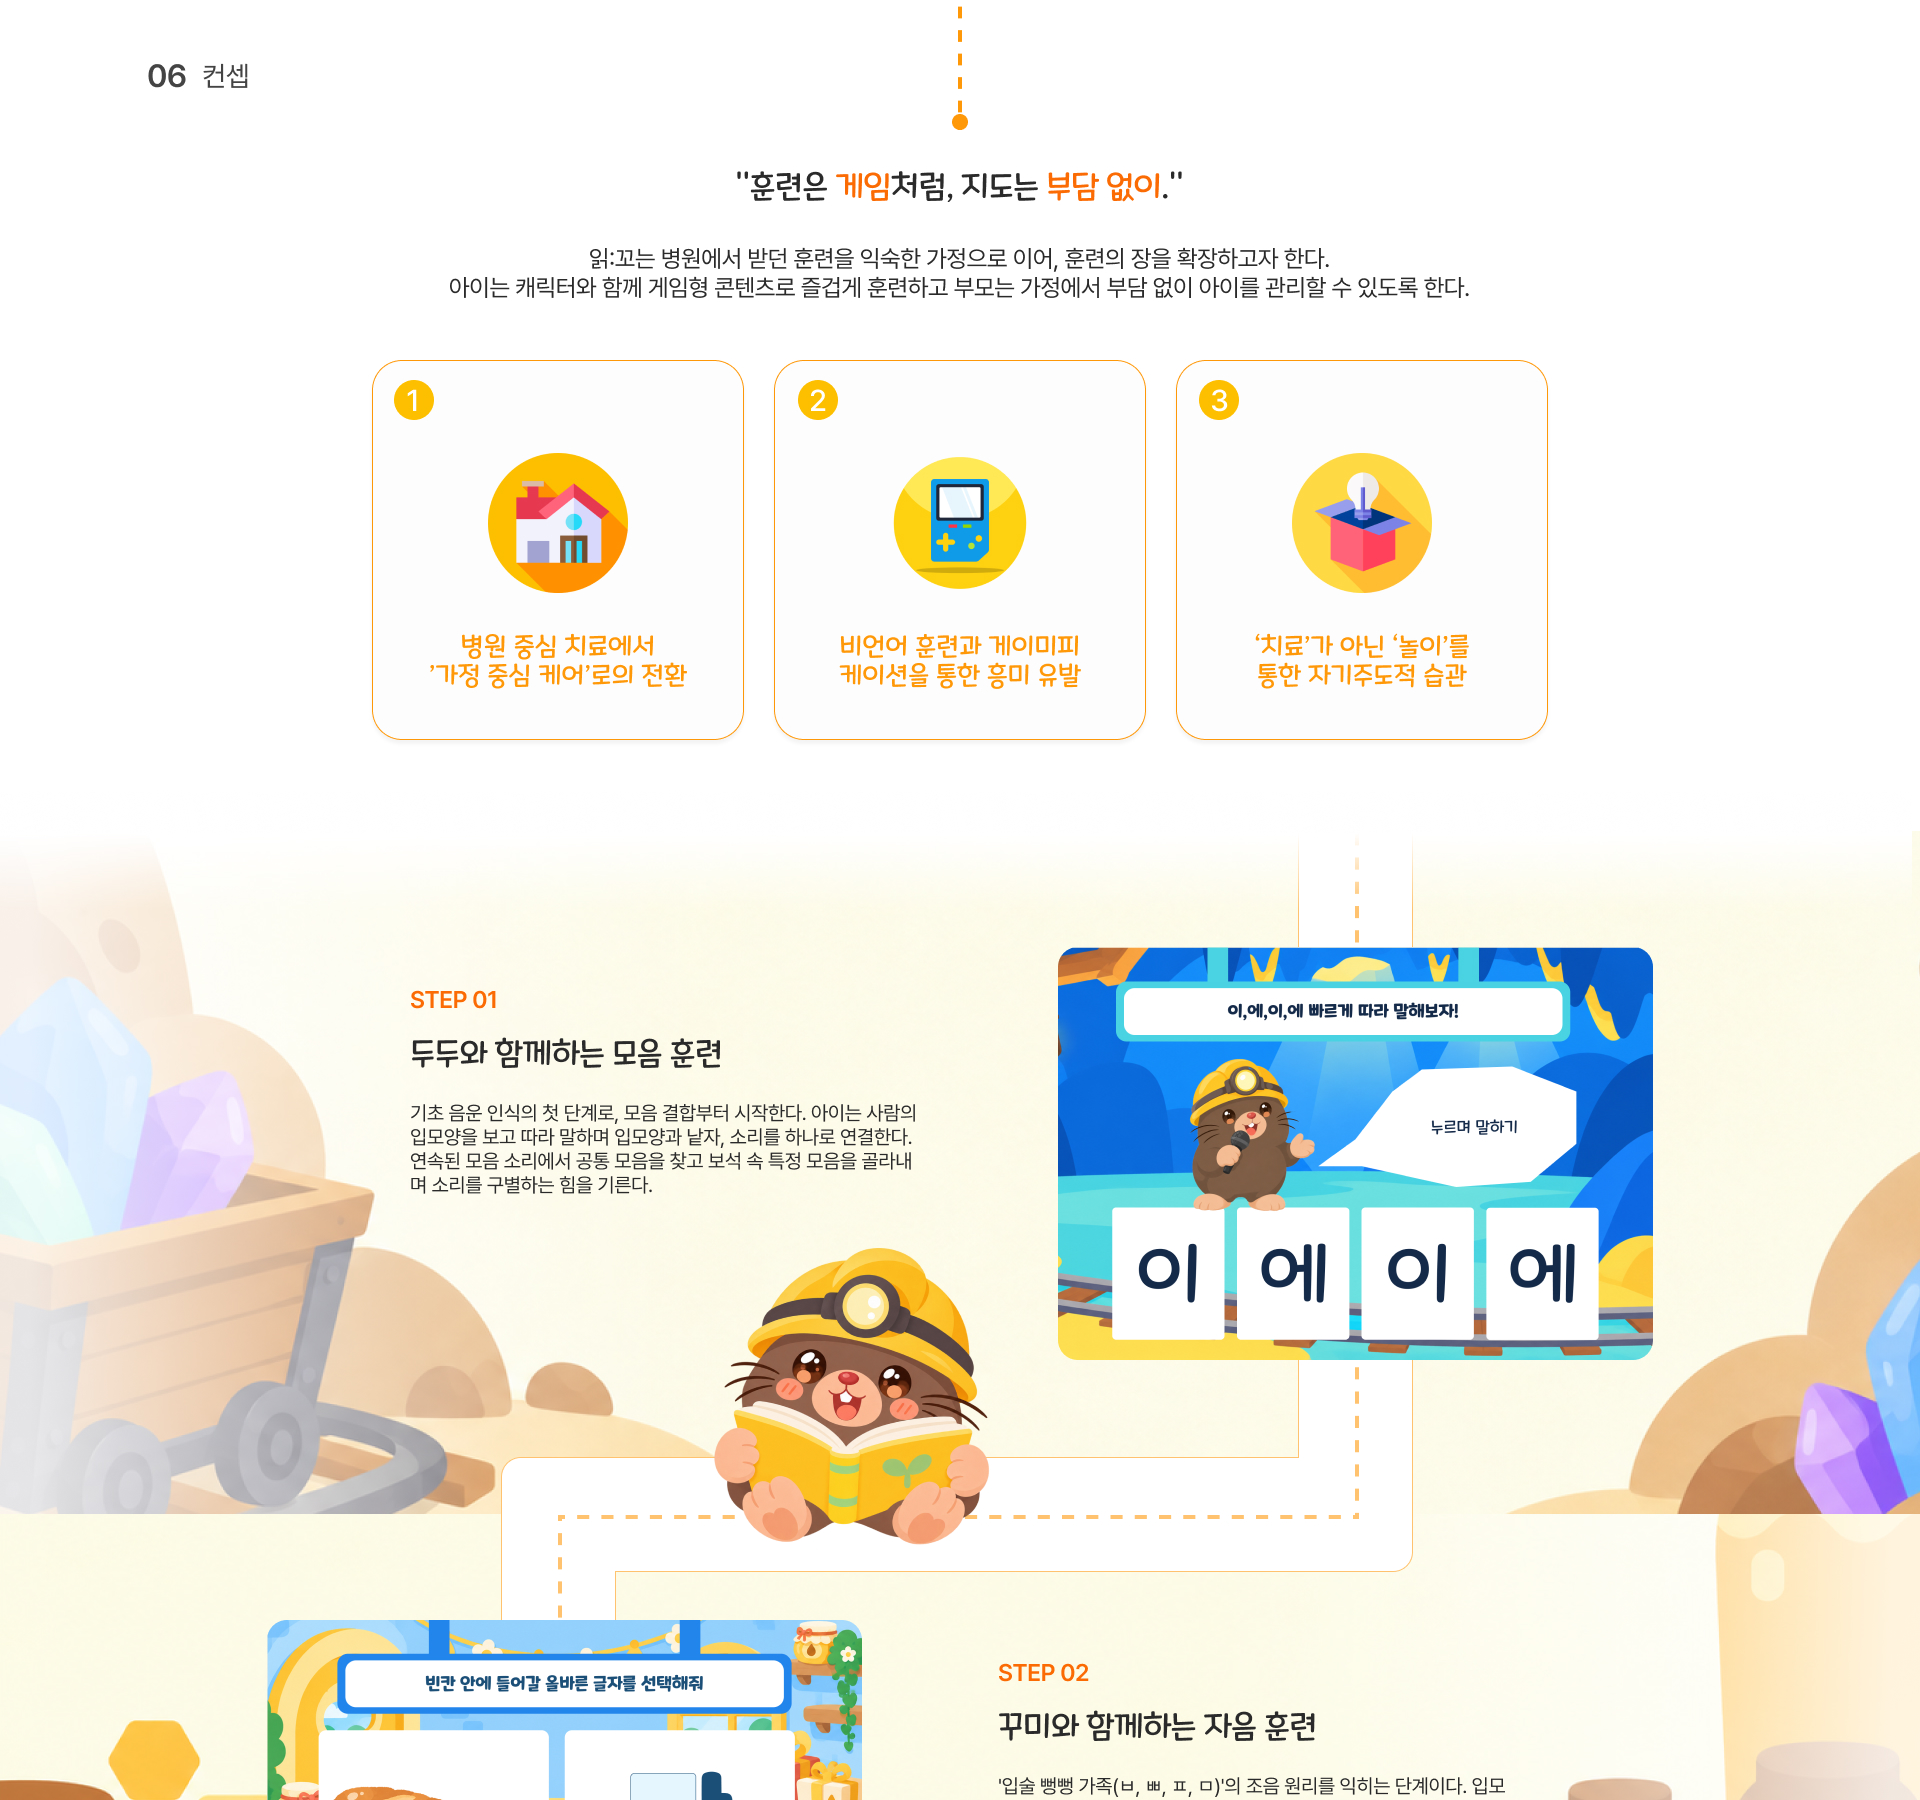 06 컨셉
"훈련은 게임처럼, 지도는 부담 없이."
읽:꼬는 병원에서 받던 훈련을 익숙한 가정으로 이어, 훈련의 장을 확장하고자 한다.
아이는 캐릭터와 함께 게임형 콘텐츠로 즐겁게 훈련하고 부모는 가정에서 부담 없이 아이를 관리할 수 있도록 한다.
1
병원 중심 치료에서
’가정 중심 케어’로의 전환
2
비언어 훈련과 게이미피
케이션을 통한 흥미 유발
3
‘치료’가 아닌 ‘놀이’를
통한 자기주도적 습관
STEP 01
두두와 함께하는 모음 훈련
기초 음운 인식의 첫 단계로, 모음 결합부터 시작한다. 아이는 사람의
입모양을 보고 따라 말하며 입모양과 낱자, 소리를 하나로 연결한다.
연속된 모음 소리에서 공통 모음을 찾고 보석 속 특정 모음을 골라내
며 소리를 구별하는 힘을 기른다.
이,에,이,에 빠르게 따라 말해보자!
누르며 말하기
이 에 이 에
빈칸 안에 들어갈 올바른 글자를 선택해줘
STEP 02
꾸미와 함께하는 자음 훈련
'입술 뻥뻥 가족(ㅂ, ㅃ, ㅍ, ㅁ)'의 조음 원리를 익히는 단계이다. 입모